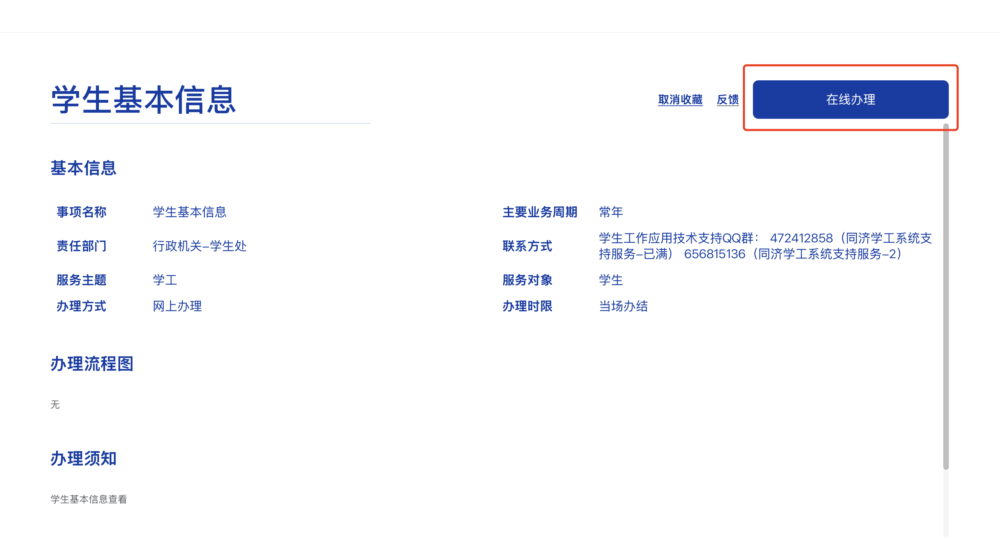 学生基本信息
取消收藏 反馈 在线办理
基本信息
事项名称 学生基本信息 主要业务周期 常年
责任部门 行政机关-学生处 联系方式 学生工作应用技术支持QQ群： 472412858（同济学工系统支
持服务-已满） 656815136（同济学工系统支持服务-2）
服务主题 学工 服务对象 学生
办理方式 网上办理 办理时限 当场办结
办理流程图
无
办理须知
学生基本信息查看